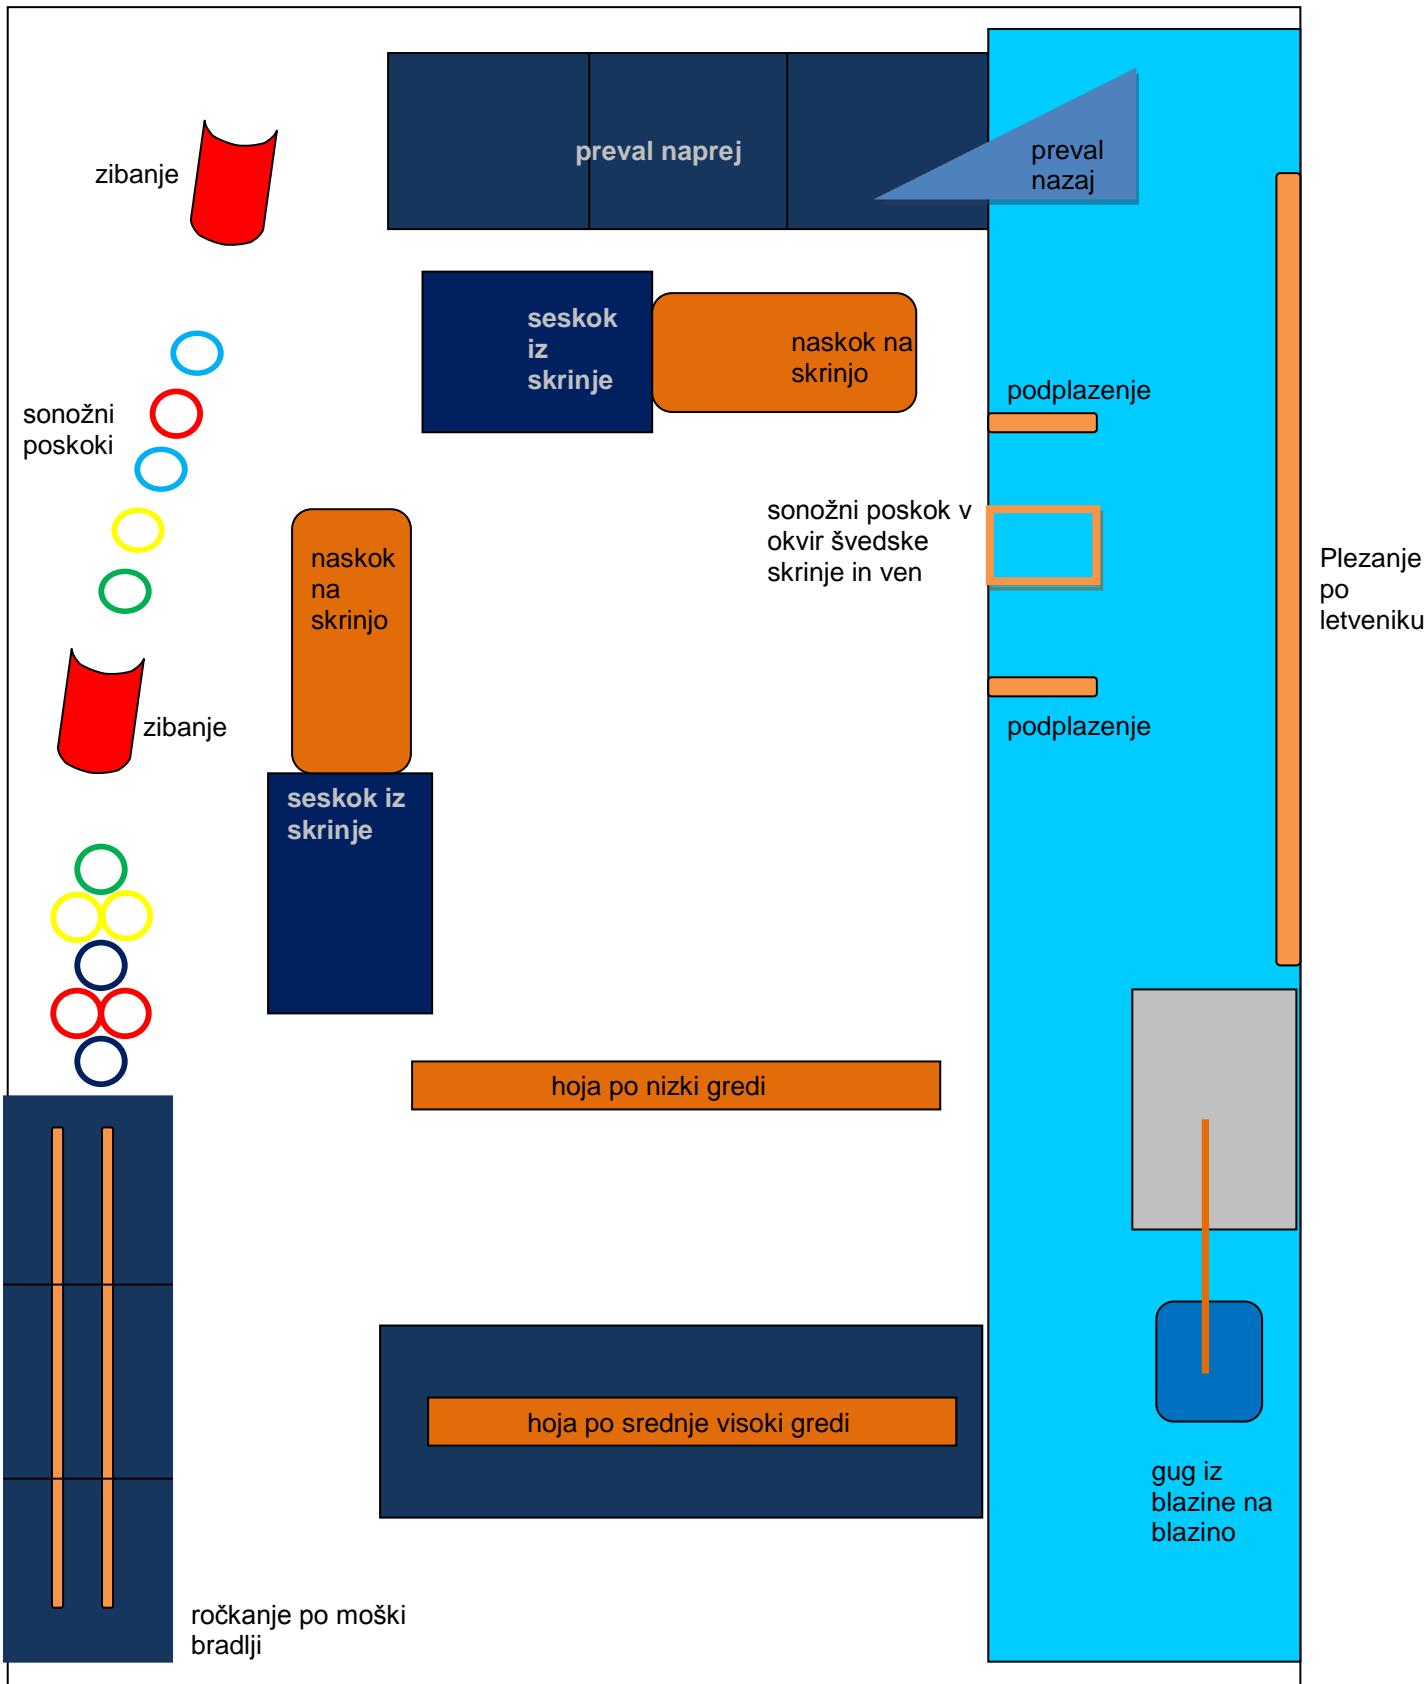 preval naprej
preval
nazaj
zibanje
seskok
iz
skrinje
naskok na
skrinjo
podplazenje
sonožni
poskoki
sonožni poskok v
okvir švedske
skrinje in ven
naskok
na
skrinjo
Plezanje
po
letveniku
zibanje
podplazenje
seskok iz
skrinje
hoja po nizki gredi
hoja po srednje visoki gredi
gug iz
blazine na
blazino
ročkanje po moški
bradlji